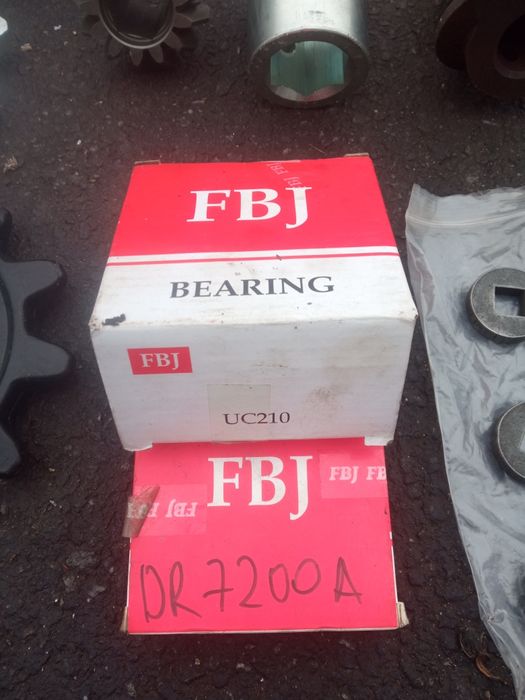 FBJ
BEARING
FBJ
UC210
FBJ
FBJ FB
DR7200A